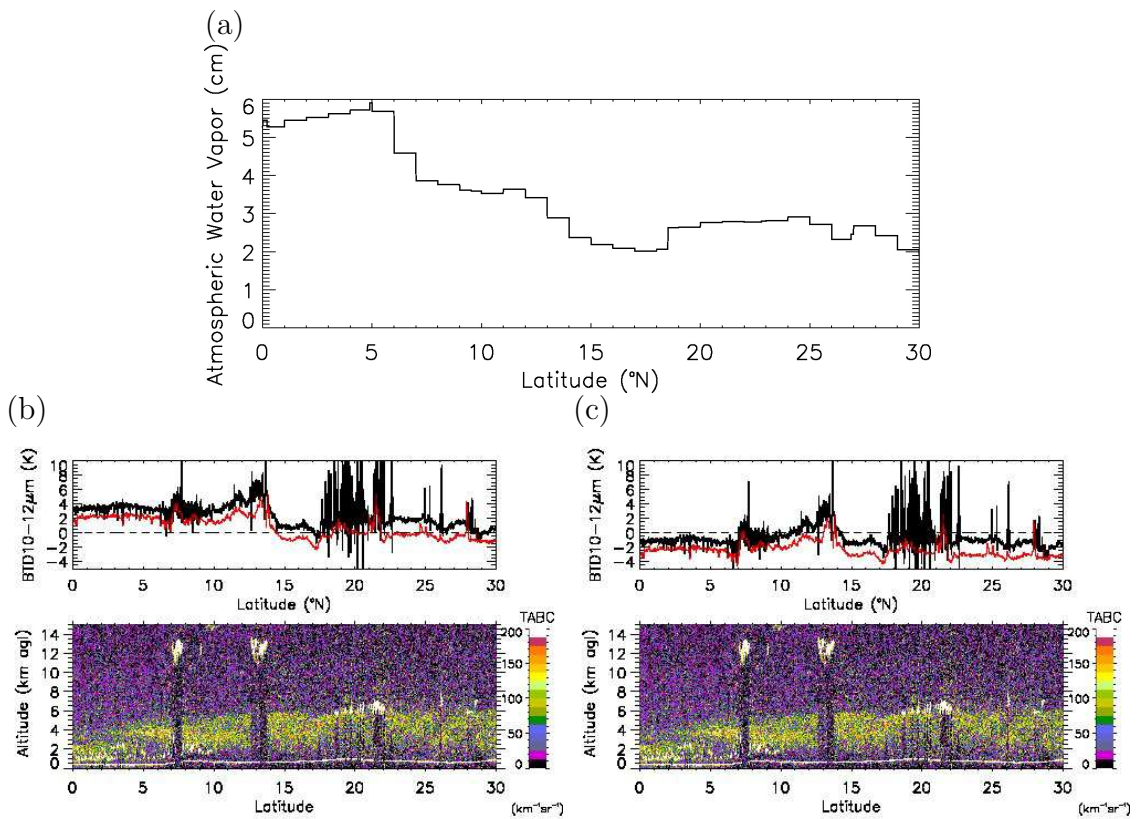 (a)
Atmospheric Water Vapor (cm)
6
5
4
3
2
1
0
0 5 10 15 20 25 30
Latitude (°N)
(b)
BTD10−12μm (K)
10
8
6
4
2
0
−2
−4
0 5 10 15 20 25 30
Latitude (°N)
Altitude (km agl)
14
12
10
8
6
4
2
0
0 5 10 15 20 25 30
Latitude
TABC
200
150
100
50
0
(km⁻¹sr⁻¹)
(c)
BTD10−12μm (K)
10
8
6
4
2
0
−2
−4
0 5 10 15 20 25 30
Latitude (°N)
Altitude (km agl)
14
12
10
8
6
4
2
0
0 5 10 15 20 25 30
Latitude
TABC
200
150
100
50
0
(km⁻¹sr⁻¹)